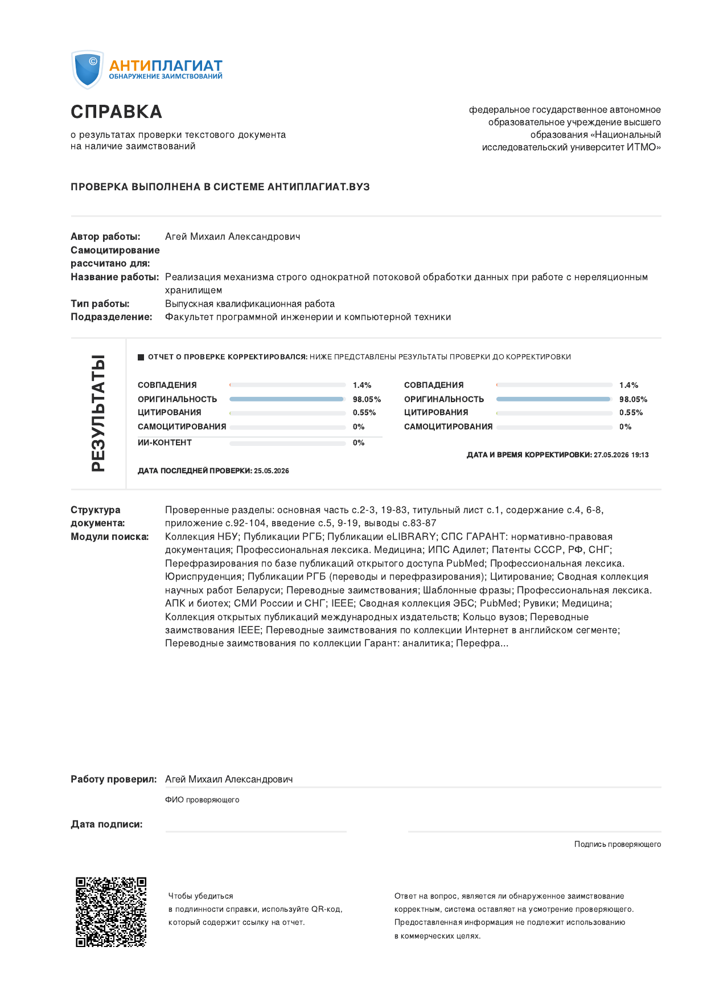 ©
АНТИПЛАГИАТ
ОБНАРУЖЕНИЕ ЗАИМСТВОВАНИЙ
СПРАВКА
о результатах проверки текстового документа
на наличие заимствований
федеральное государственное автономное
образовательное учреждение высшего
образования «Национальный
исследовательский университет ИТМО»
ПРОВЕРКА ВЫПОЛНЕНА В СИСТЕМЕ АНТИПЛАГИАТ.ВУЗ
Автор работы: Агей Михаил Александрович
Самоцитирование
рассчитано для:
Название работы: Реализация механизма строго однократной потоковой обработки данных при работе с нереляционным
хранилищем
Тип работы: Выпускная квалификационная работа
Подразделение: Факультет программной инженерии и компьютерной техники
РЕЗУЛЬТАТЫ
ОТЧЕТ О ПРОВЕРКЕ КОРРЕКТИРОВАЛСЯ: НИЖЕ ПРЕДСТАВЛЕНЫ РЕЗУЛЬТАТЫ ПРОВЕРКИ ДО КОРРЕКТИРОВКИ
СОВПАДЕНИЯ 1.4%
ОРИГИНАЛЬНОСТЬ 98.05%
ЦИТИРОВАНИЯ 0.55%
САМОЦИТИРОВАНИЯ 0%
ИИ-КОНТЕНТ 0%
ДАТА ПОСЛЕДНЕЙ ПРОВЕРКИ: 25.05.2026
СОВПАДЕНИЯ 1.4%
ОРИГИНАЛЬНОСТЬ 98.05%
ЦИТИРОВАНИЯ 0.55%
САМОЦИТИРОВАНИЯ 0%
ДАТА И ВРЕМЯ КОРРЕКТИРОВКИ: 27.05.2026 19:13
Структура Проверенные разделы: основная часть с.2-3, 19-83, титульный лист с.1, содержание с.4, 6-8,
документа: приложение с.92-104, введение с.5, 9-19, выводы с.83-87
Модули поиска: Коллекция НБУ; Публикации РГБ; Публикации eLIBRARY; СПС ГАРАНТ: нормативно-правовая
документация; Профессиональная лексика. Медицина; ИПС Адилет; Патенты СССР, РФ, СНГ;
Перефразирования по базе публикаций открытого доступа PubMed; Профессиональная лексика.
Юриспруденция; Публикации РГБ (переводы и перефразирования); Цитирование; Сводная коллекция
научных работ Беларуси; Переводные заимствования; Шаблонные фразы; Профессиональная лексика.
АПК и биотех; СМИ России и СНГ; IEEE; Сводная коллекция ЭБС; PubMed; Рувики; Медицина;
Коллекция открытых публикаций международных издательств; Кольцо вузов; Переводные
заимствования IEEE; Переводные заимствования по коллекции Интернет в английском сегменте;
Переводные заимствования по коллекции Гарант: аналитика; Перефра...
Работу проверил: Агей Михаил Александрович
ФИО проверяющего
Дата подписи:
Подпись проверяющего
Чтобы убедиться
в подлинности справки, используйте QR-код,
который содержит ссылку на отчет.
Ответ на вопрос, является ли обнаруженное заимствование
корректным, система оставляет на усмотрение проверяющего.
Предоставленная информация не подлежит использованию
в коммерческих целях.